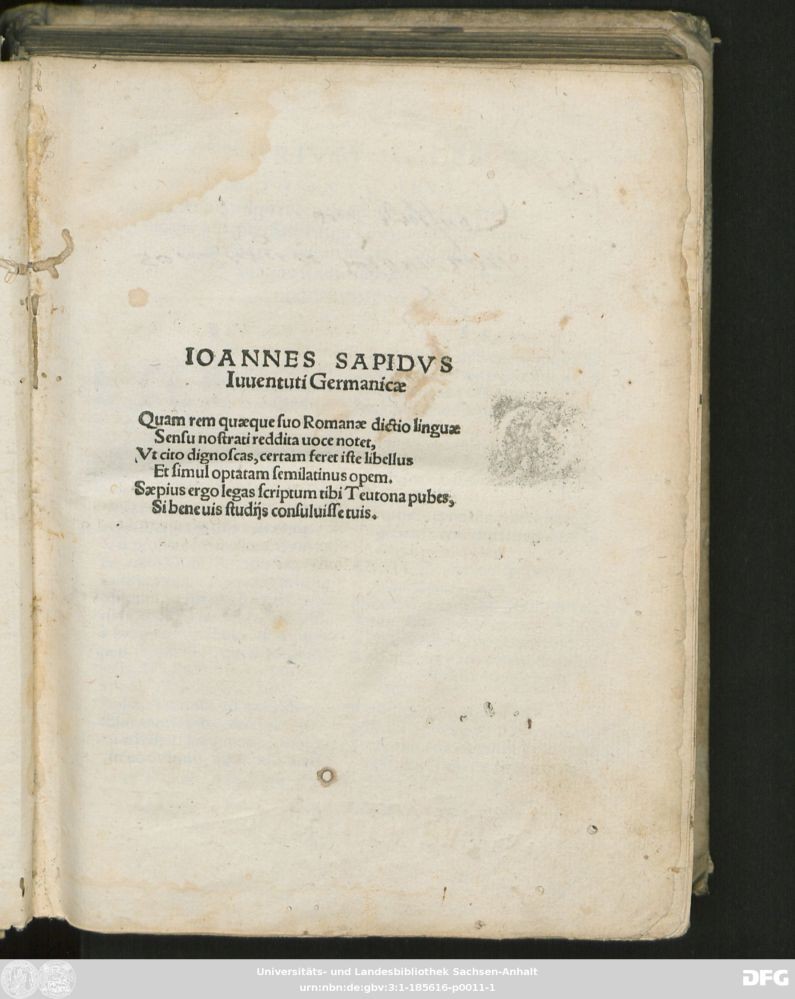 IOANNES SAPIDVS
Iuuentuti Germanicæ
Quam rem quæque ſuo Romanæ dictio linguæ
Senſu noſtrati reddita uoce notet,
Vt cito dignoſcas, certam feret iſte libellus
Et ſimul optatam ſemilatinus opem.
Sæpius ergo legas ſcriptum tibi Teutona pubes,
Si bene uis ſtudijs conſuluiſſe tuis.
Universitäts- und Landesbibliothek Sachsen-Anhalt
urn:nbn:de:gbv:3:1-185616-p0011-1
DFG